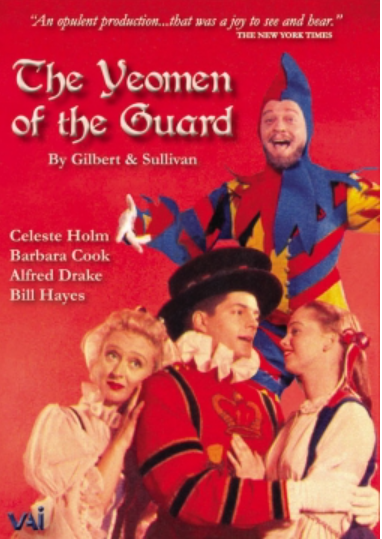 "An opulent production...that was a joy to see and hear."
THE NEW YORK TIMES
The Yeomen
of the Guard
By Gilbert & Sullivan
Celeste Holm
Barbara Cook
Alfred Drake
Bill Hayes
VAI